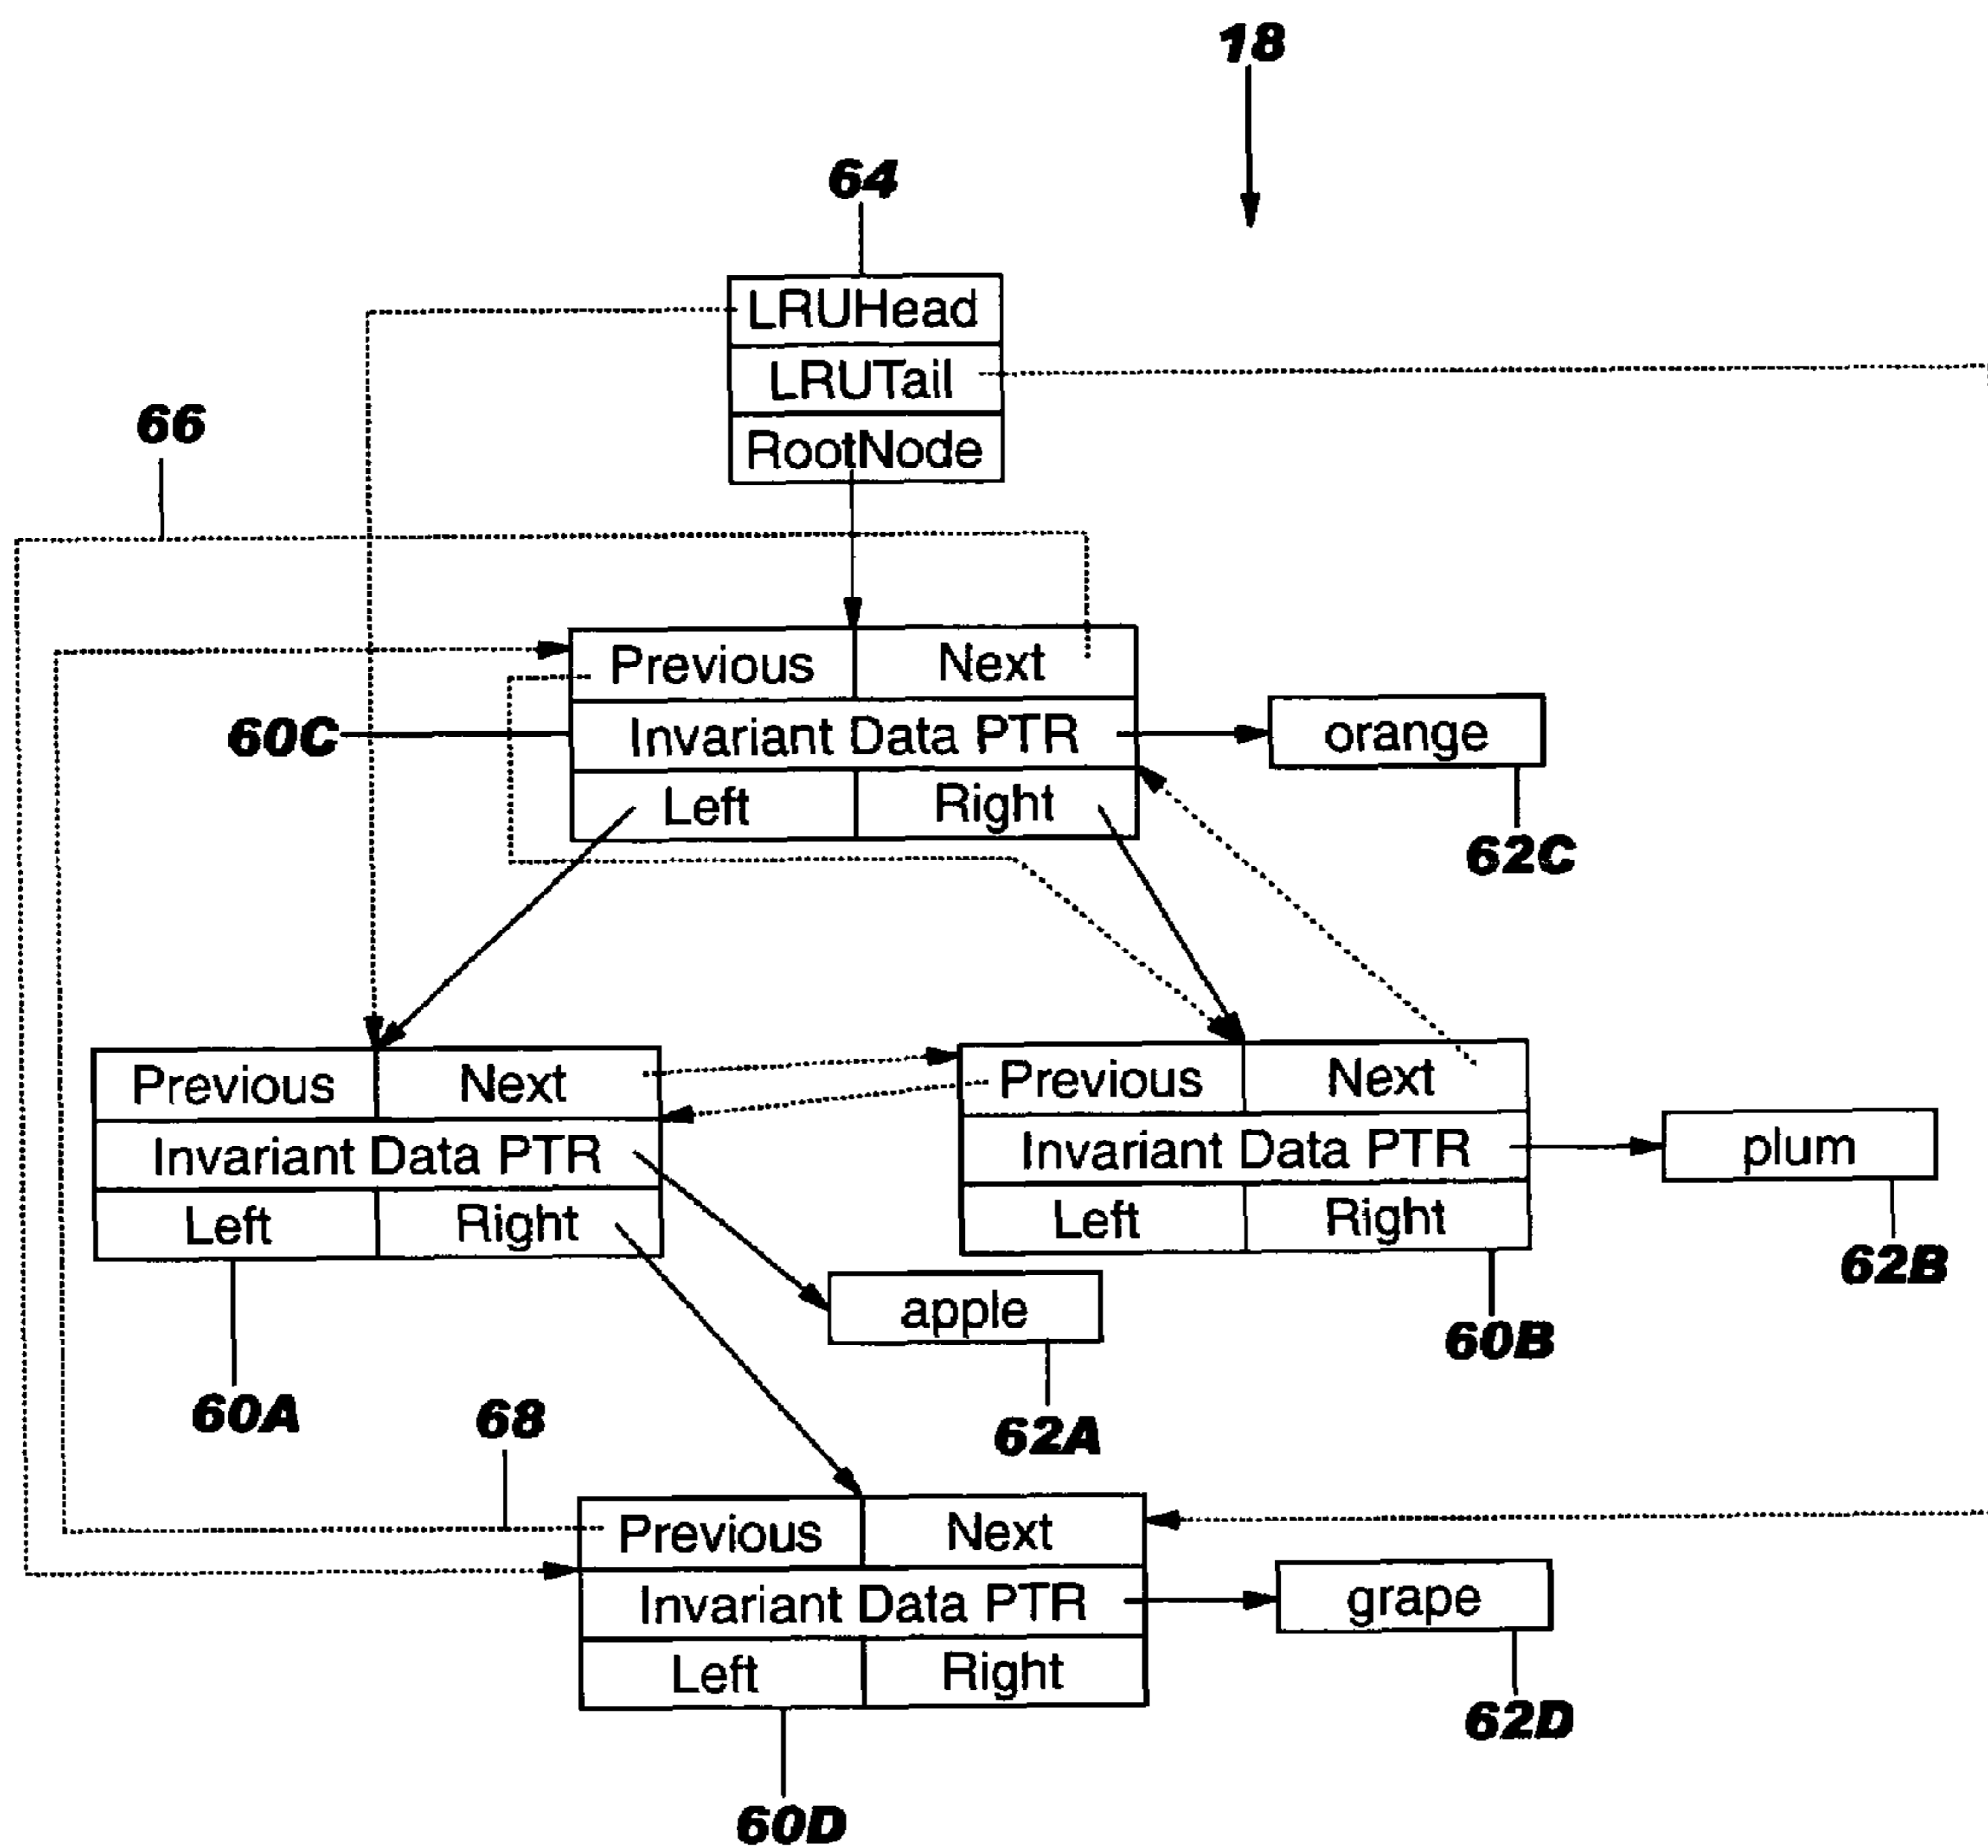 18
64
LRUHead
LRUTail
RootNode
66
Previous Next
60C Invariant Data PTR orange
Left Right
62C
Previous Next
Invariant Data PTR
Left Right
Previous Next
Invariant Data PTR plum
Left Right
62B
apple
60B
60A
68
62A
Previous Next
Invariant Data PTR grape
Left Right
62D
60D